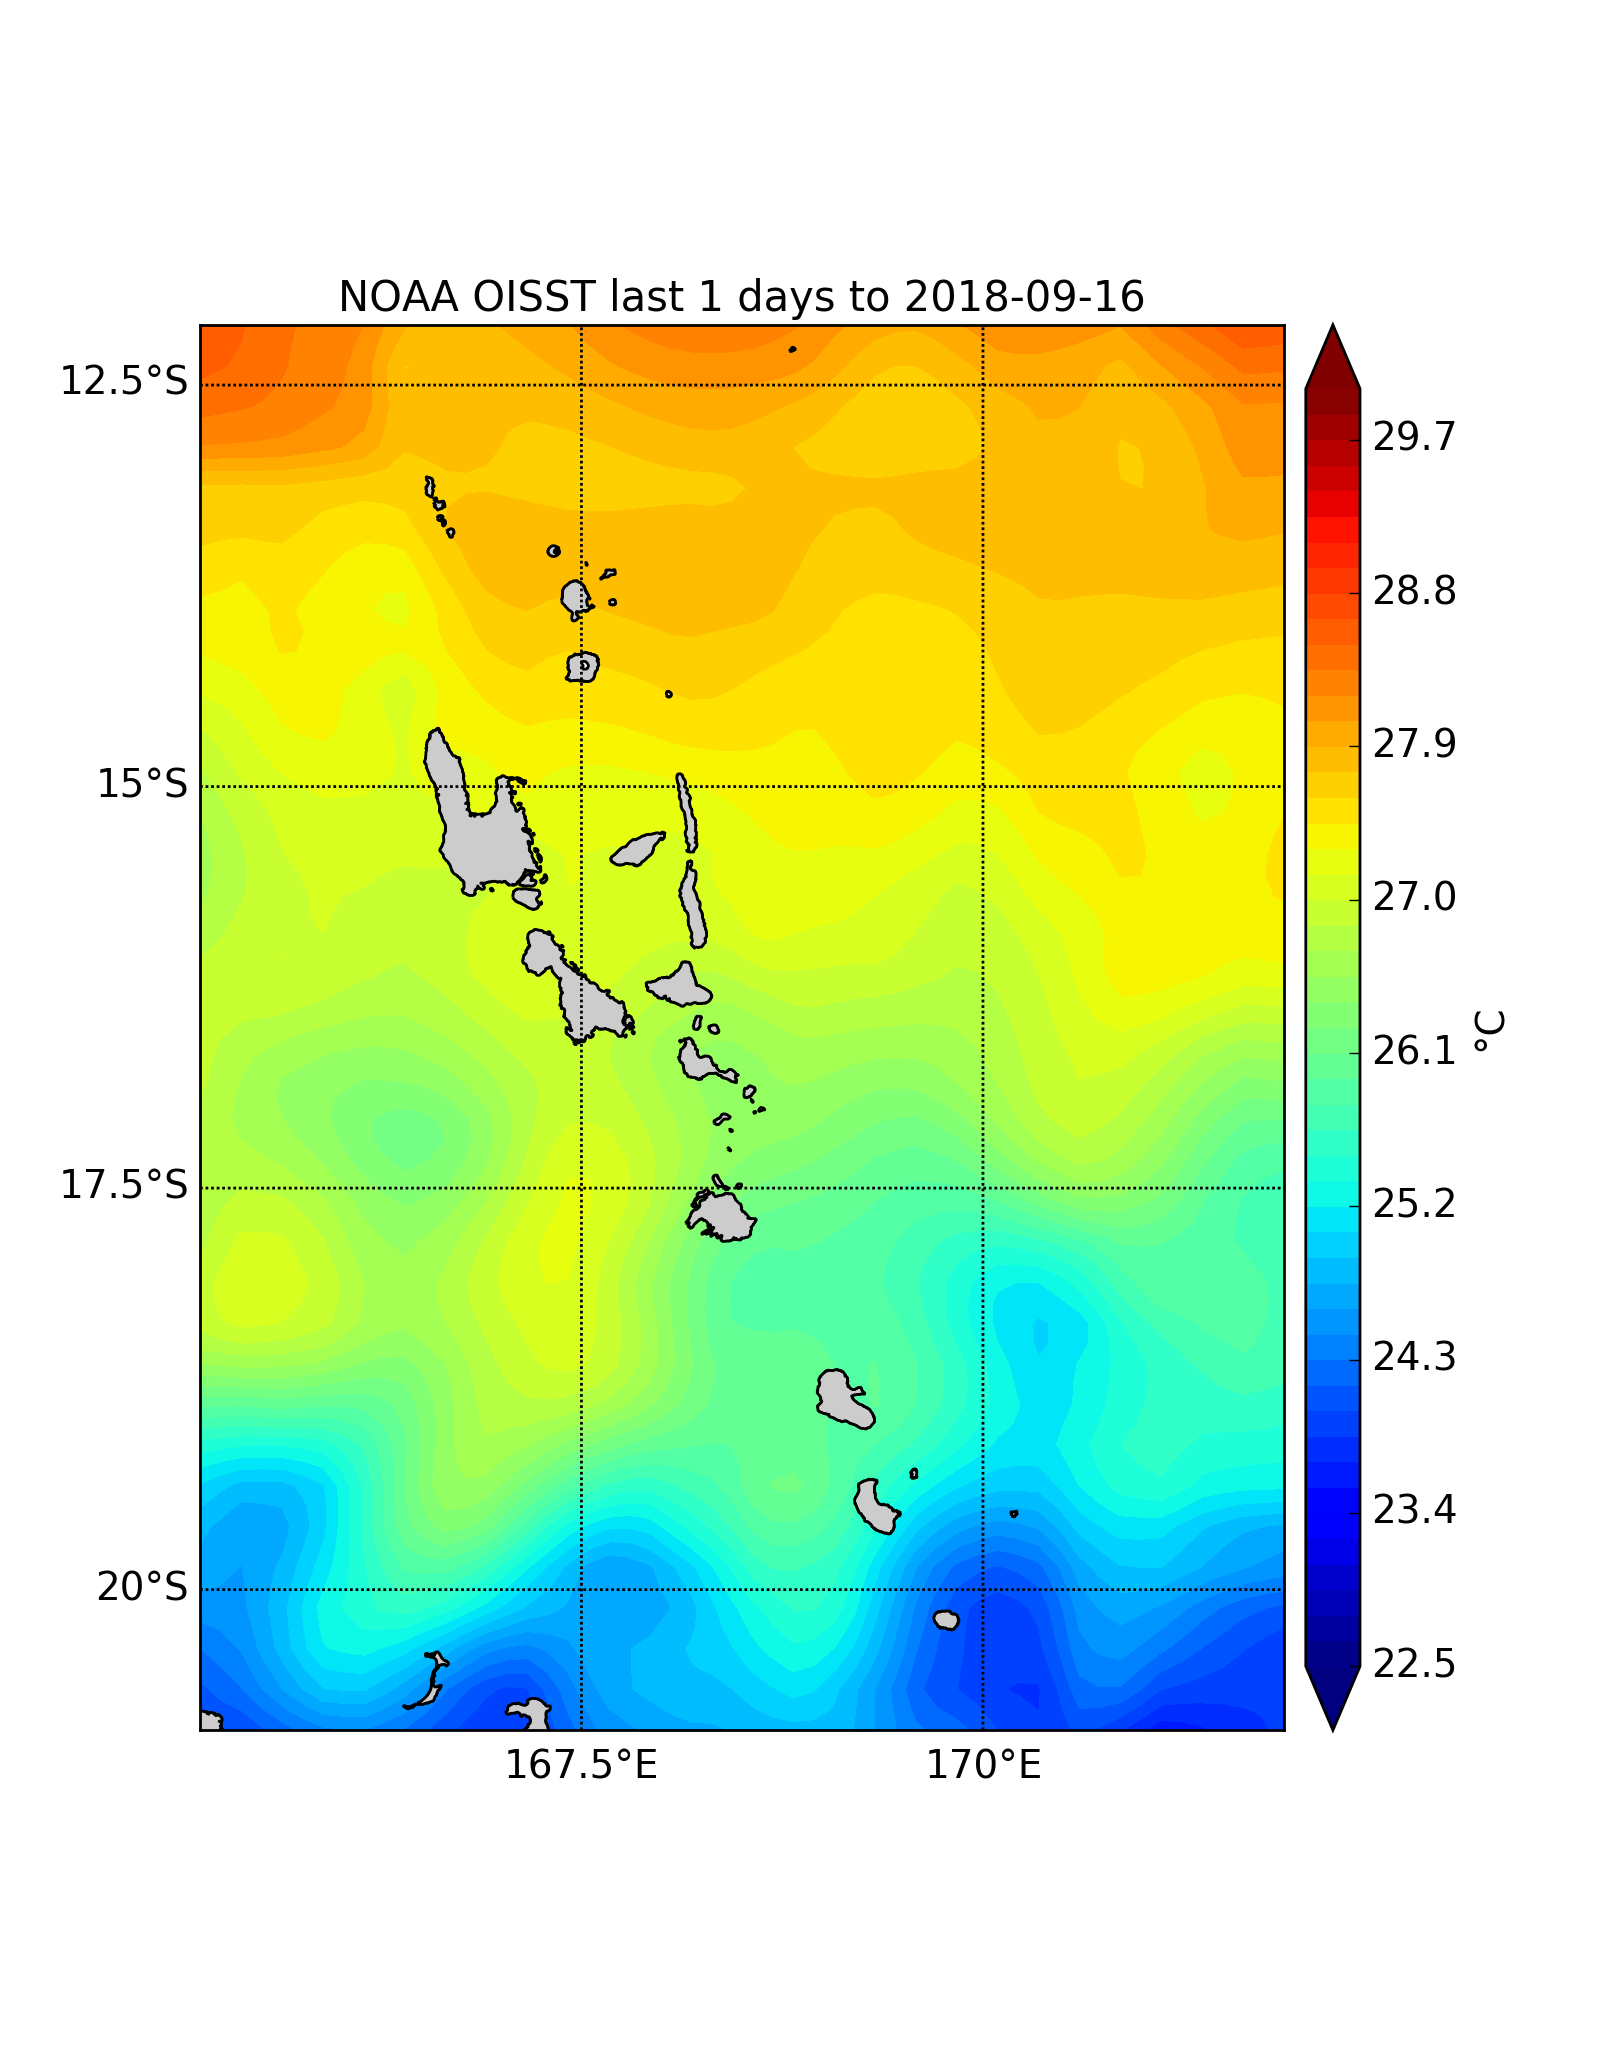 NOAA OISST last 1 days to 2018-09-16
12.5°S
15°S
17.5°S
20°S
167.5°E
170°E
29.7
28.8
27.9
27.0
26.1
25.2
24.3
23.4
22.5
°C